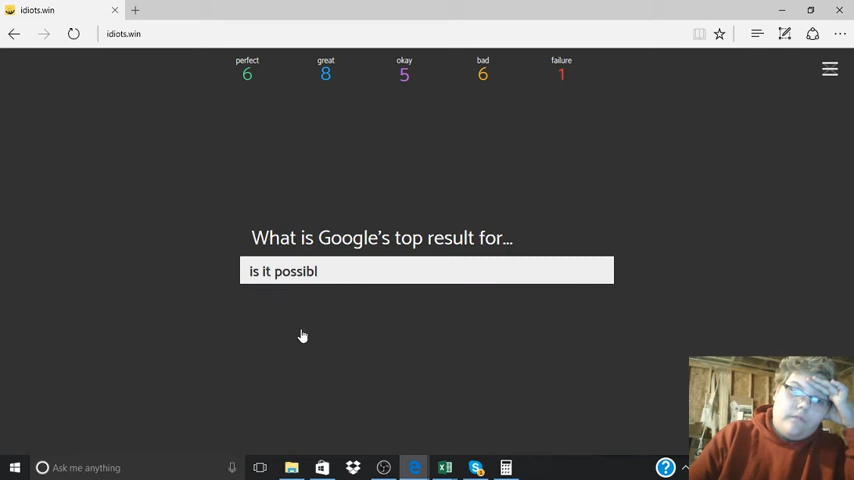 idiots.win
idiots.win
perfect great okay bad failure
6 8 5 6 1
What is Google's top result for...
is it possibl
Ask me anything